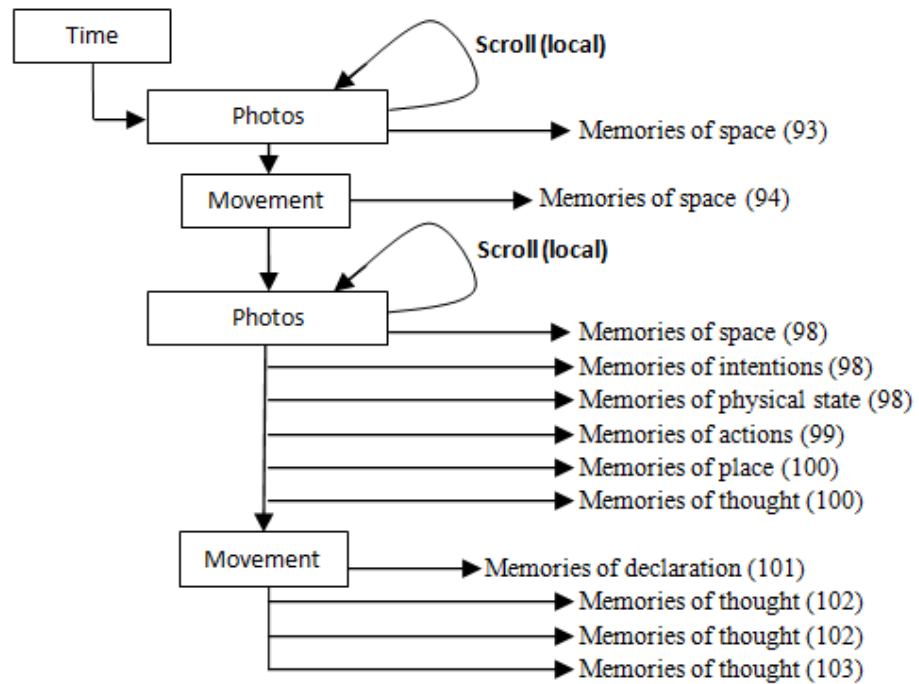 Time
Scroll (local)
Photos
Memories of space (93)
Movement
Memories of space (94)
Scroll (local)
Photos
Memories of space (98)
Memories of intentions (98)
Memories of physical state (98)
Memories of actions (99)
Memories of place (100)
Memories of thought (100)
Movement
Memories of declaration (101)
Memories of thought (102)
Memories of thought (102)
Memories of thought (103)